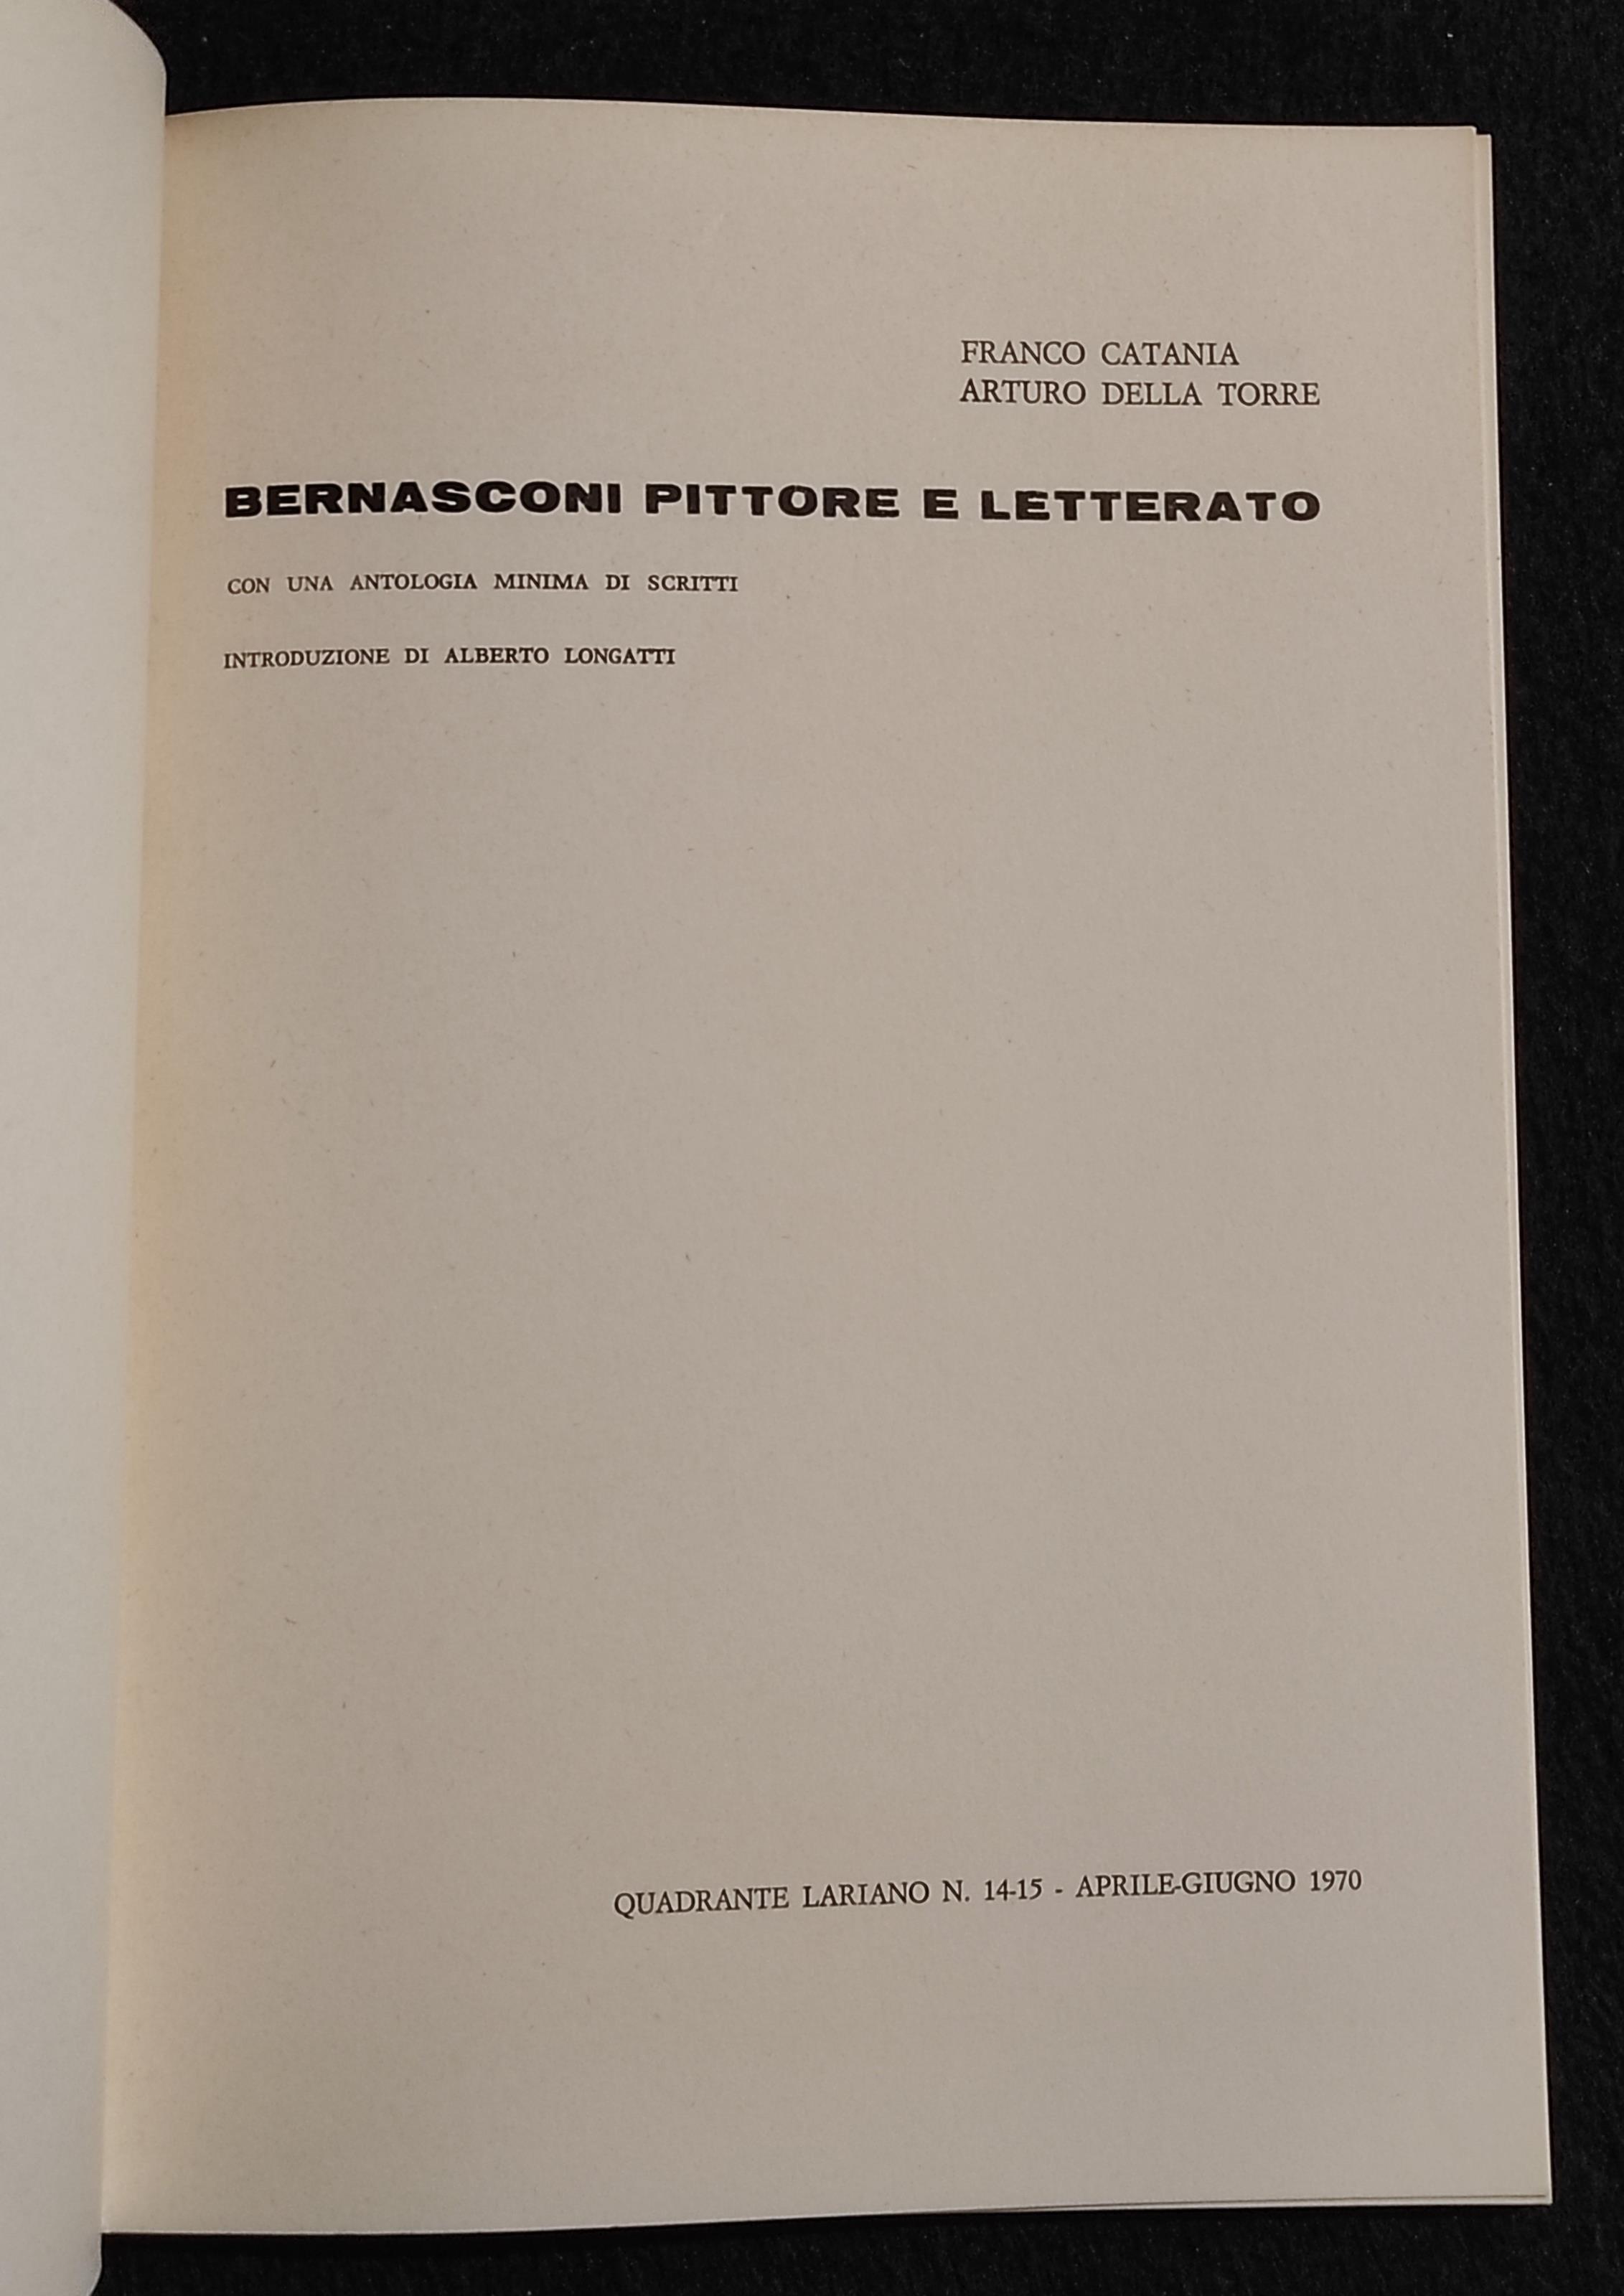 FRANCO CATANIA
ARTURO DELLA TORRE
BERNASCONI PITTORE E LETTERATO
CON UNA ANTOLOGIA MINIMA DI SCRITTI
INTRODUZIONE DI ALBERTO LONGATTI
QUADRANTE LARIANO N. 14-15 - APRILE-GIUGNO 1970